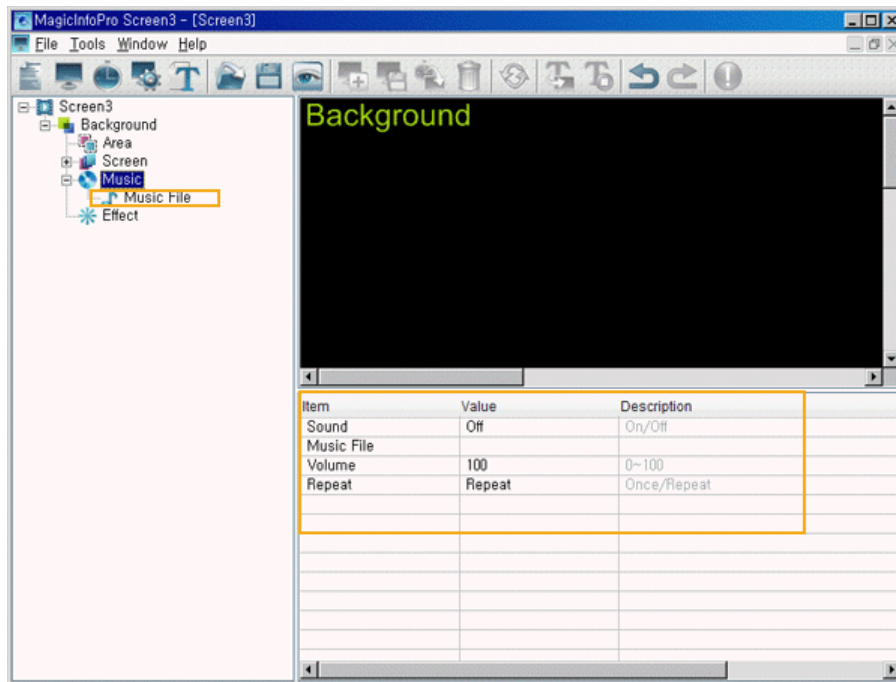 MagicInfoPro Screen3 - [Screen3]
File Tools Window Help
Screen3
Background
Area
Screen
Music
Music File
Effect
Background
Item Value Description
Sound Off On/Off
Music File
Volume 100 0~100
Repeat Repeat Once/Repeat